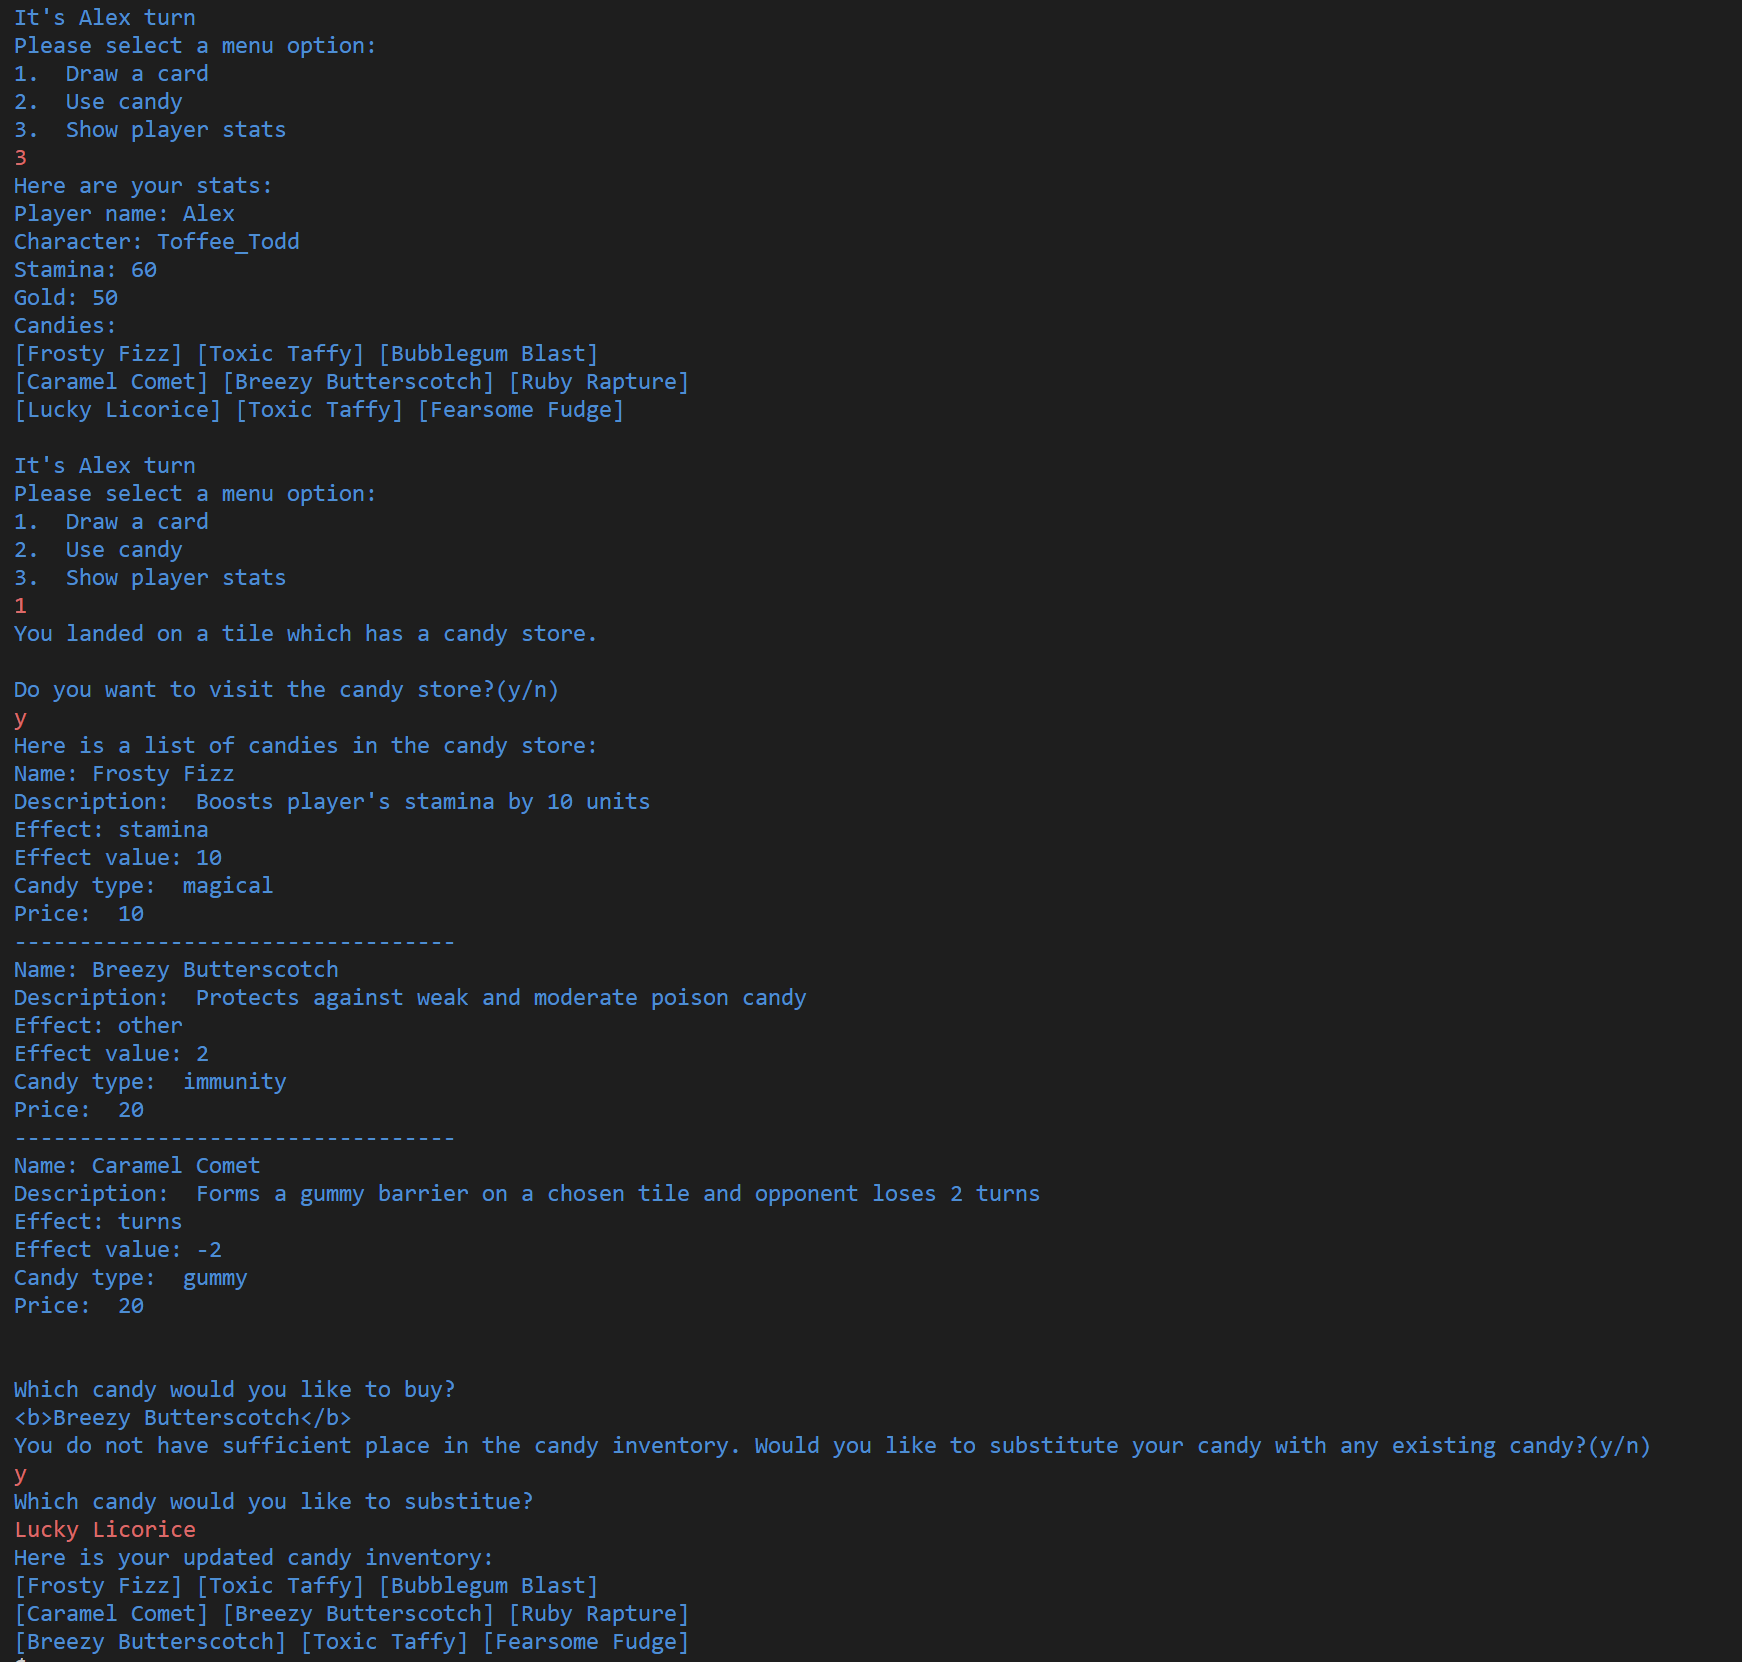 It's Alex turn
Please select a menu option:
1.  Draw a card
2.  Use candy
3.  Show player stats
3
Here are your stats:
Player name: Alex
Character: Toffee_Todd
Stamina: 60
Gold: 50
Candies:
[Frosty Fizz] [Toxic Taffy] [Bubblegum Blast]
[Caramel Comet] [Breezy Butterscotch] [Ruby Rapture]
[Lucky Licorice] [Toxic Taffy] [Fearsome Fudge]
It's Alex turn
Please select a menu option:
1.  Draw a card
2.  Use candy
3.  Show player stats
1
You landed on a tile which has a candy store.
Do you want to visit the candy store?(y/n)
y
Here is a list of candies in the candy store:
Name: Frosty Fizz
Description:  Boosts player's stamina by 10 units
Effect: stamina
Effect value: 10
Candy type:  magical
Price:  10
----------------------------------
Name: Breezy Butterscotch
Description:  Protects against weak and moderate poison candy
Effect: other
Effect value: 2
Candy type:  immunity
Price:  20
----------------------------------
Name: Caramel Comet
Description:  Forms a gummy barrier on a chosen tile and opponent loses 2 turns
Effect: turns
Effect value: -2
Candy type:  gummy
Price:  20
Which candy would you like to buy?
<b>Breezy Butterscotch</b>
You do not have sufficient place in the candy inventory. Would you like to substitute your candy with any existing candy?(y/n)
y
Which candy would you like to substitue?
Lucky Licorice
Here is your updated candy inventory:
[Frosty Fizz] [Toxic Taffy] [Bubblegum Blast]
[Caramel Comet] [Breezy Butterscotch] [Ruby Rapture]
[Breezy Butterscotch] [Toxic Taffy] [Fearsome Fudge]